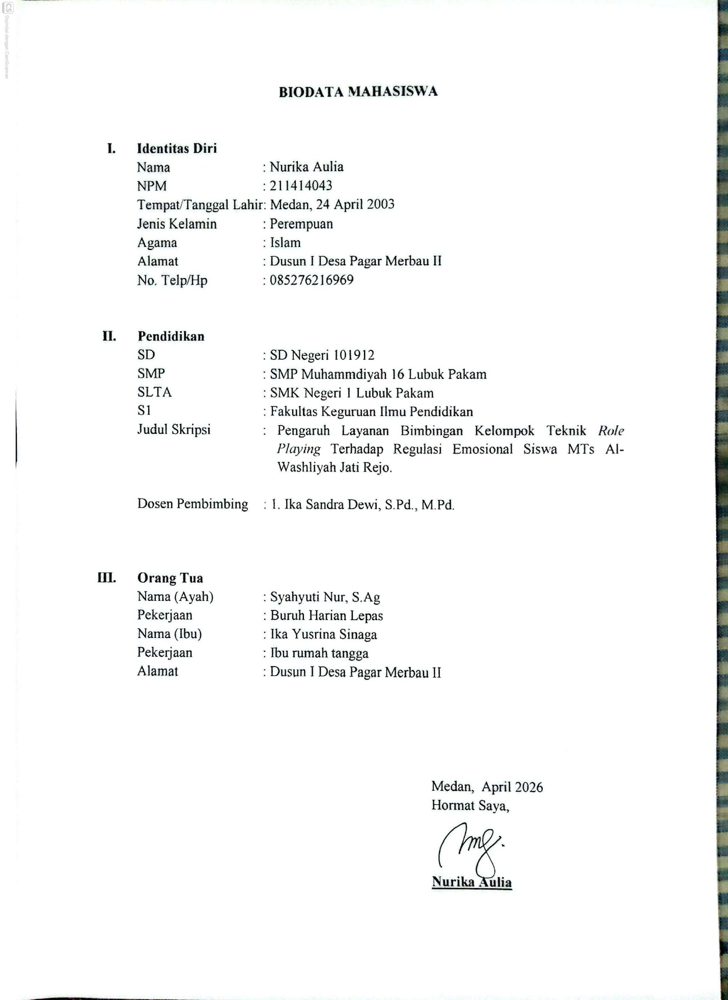 CS Dipindai dengan CamScanner
BIODATA MAHASISWA
I. Identitas Diri
Nama : Nurika Aulia
NPM : 211414043
Tempat/Tanggal Lahir: Medan, 24 April 2003
Jenis Kelamin : Perempuan
Agama : Islam
Alamat : Dusun I Desa Pagar Merbau II
No. Telp/Hp : 085276216969
II. Pendidikan
SD : SD Negeri 101912
SMP : SMP Muhammdiyah 16 Lubuk Pakam
SLTA : SMK Negeri 1 Lubuk Pakam
S1 : Fakultas Keguruan Ilmu Pendidikan
Judul Skripsi : Pengaruh Layanan Bimbingan Kelompok Teknik Role
Playing Terhadap Regulasi Emosional Siswa MTs Al-
Washliyah Jati Rejo.
Dosen Pembimbing : 1. Ika Sandra Dewi, S.Pd., M.Pd.
III. Orang Tua
Nama (Ayah) : Syahyuti Nur, S.Ag
Pekerjaan : Buruh Harian Lepas
Nama (Ibu) : Ika Yusrina Sinaga
Pekerjaan : Ibu rumah tangga
Alamat : Dusun I Desa Pagar Merbau II
Medan, April 2026
Hormat Saya,
Nurika Aulia